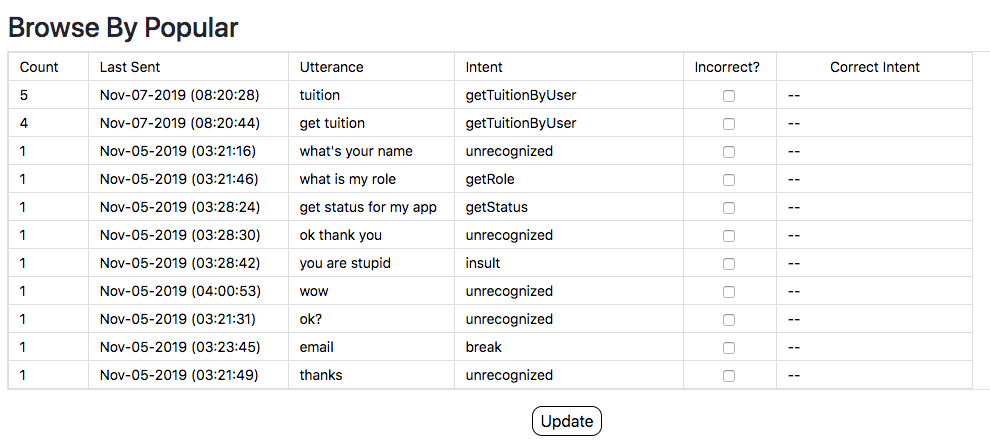 Browse By Popular
Count Last Sent Utterance Intent Incorrect? Correct Intent
5 Nov-07-2019 (08:20:28) tuition getTuitionByUser --
4 Nov-07-2019 (08:20:44) get tuition getTuitionByUser --
1 Nov-05-2019 (03:21:16) what's your name unrecognized --
1 Nov-05-2019 (03:21:46) what is my role getRole --
1 Nov-05-2019 (03:28:24) get status for my app getStatus --
1 Nov-05-2019 (03:28:30) ok thank you unrecognized --
1 Nov-05-2019 (03:28:42) you are stupid insult --
1 Nov-05-2019 (04:00:53) wow unrecognized --
1 Nov-05-2019 (03:21:31) ok? unrecognized --
1 Nov-05-2019 (03:23:45) email break --
1 Nov-05-2019 (03:21:49) thanks unrecognized --
Update